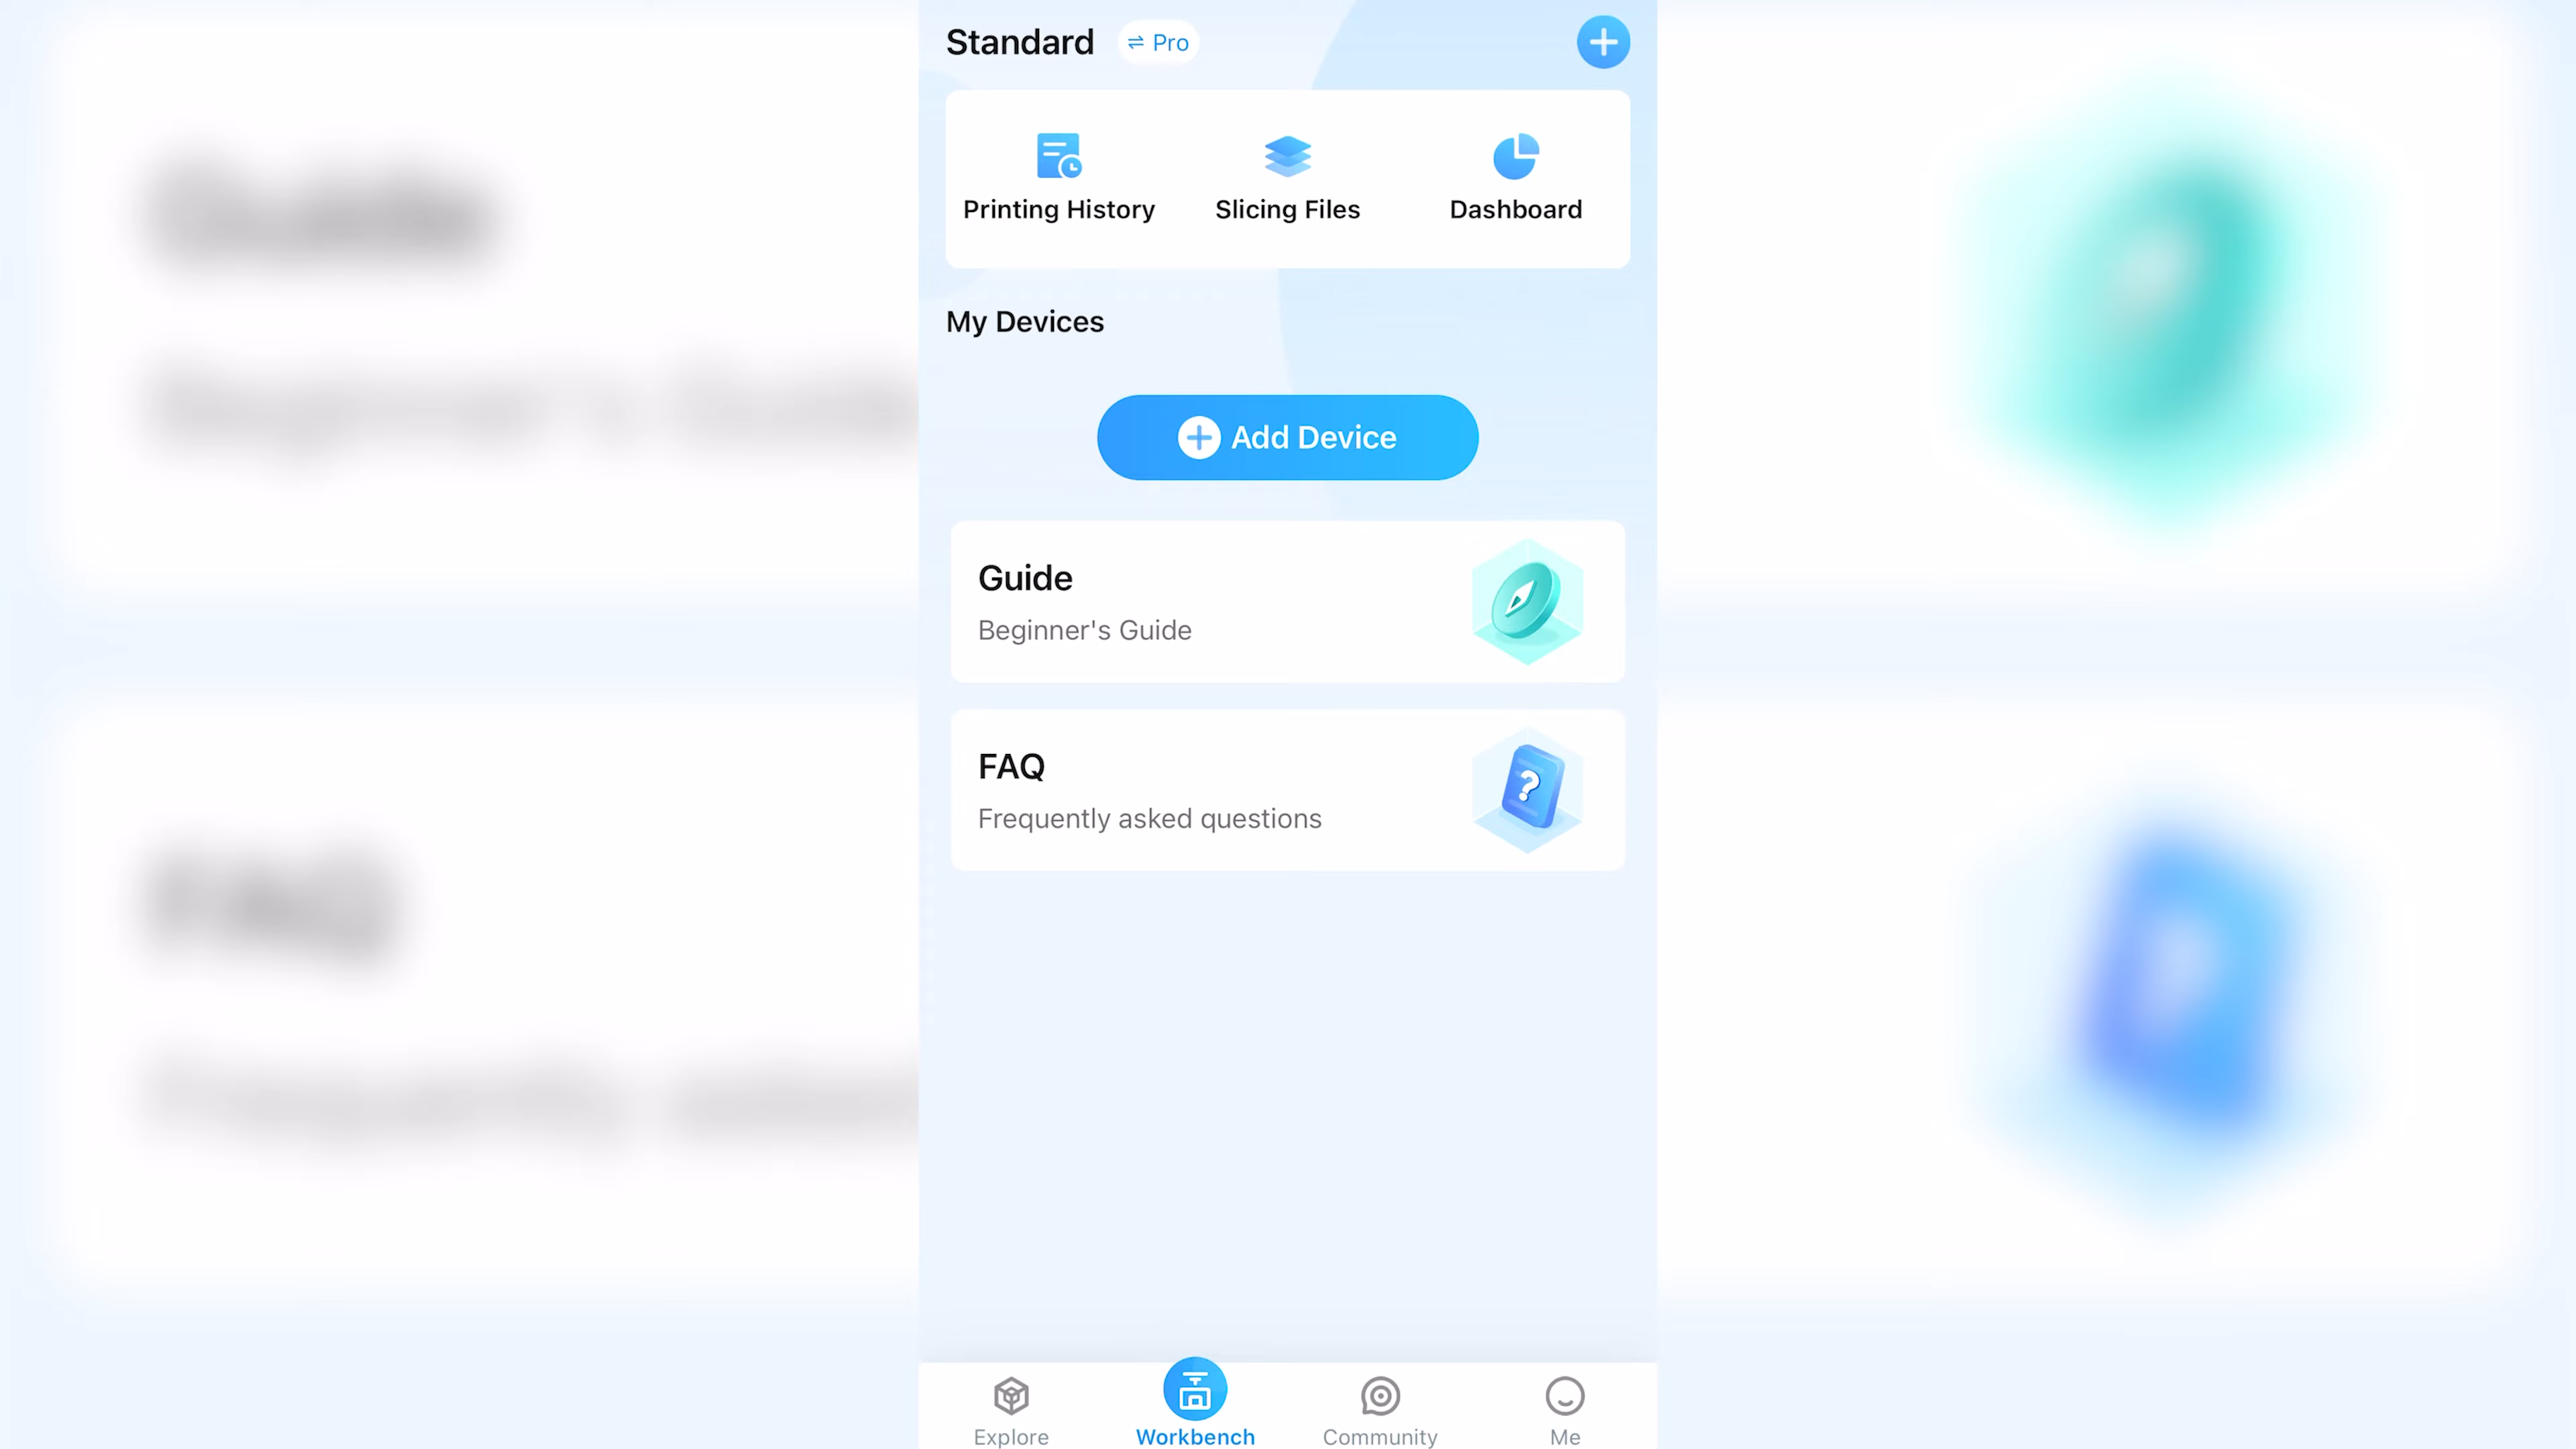 Standard
Pro
Printing History
Slicing Files
Dashboard
My Devices
Add Device
Guide
Beginner's Guide
FAQ
Frequently asked questions
Explore
Workbench
Community
Me